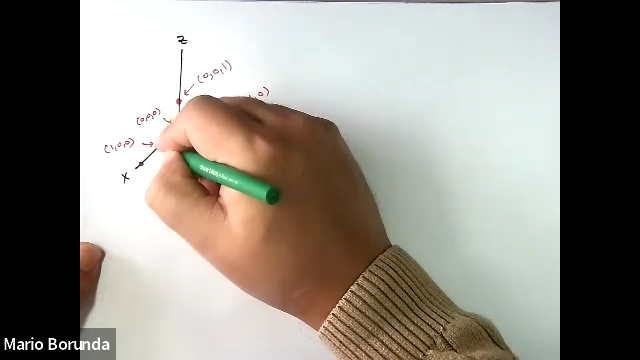 z
(0,0,1)
(0,0,0)
(1,0,0)
x
Mario Borunda